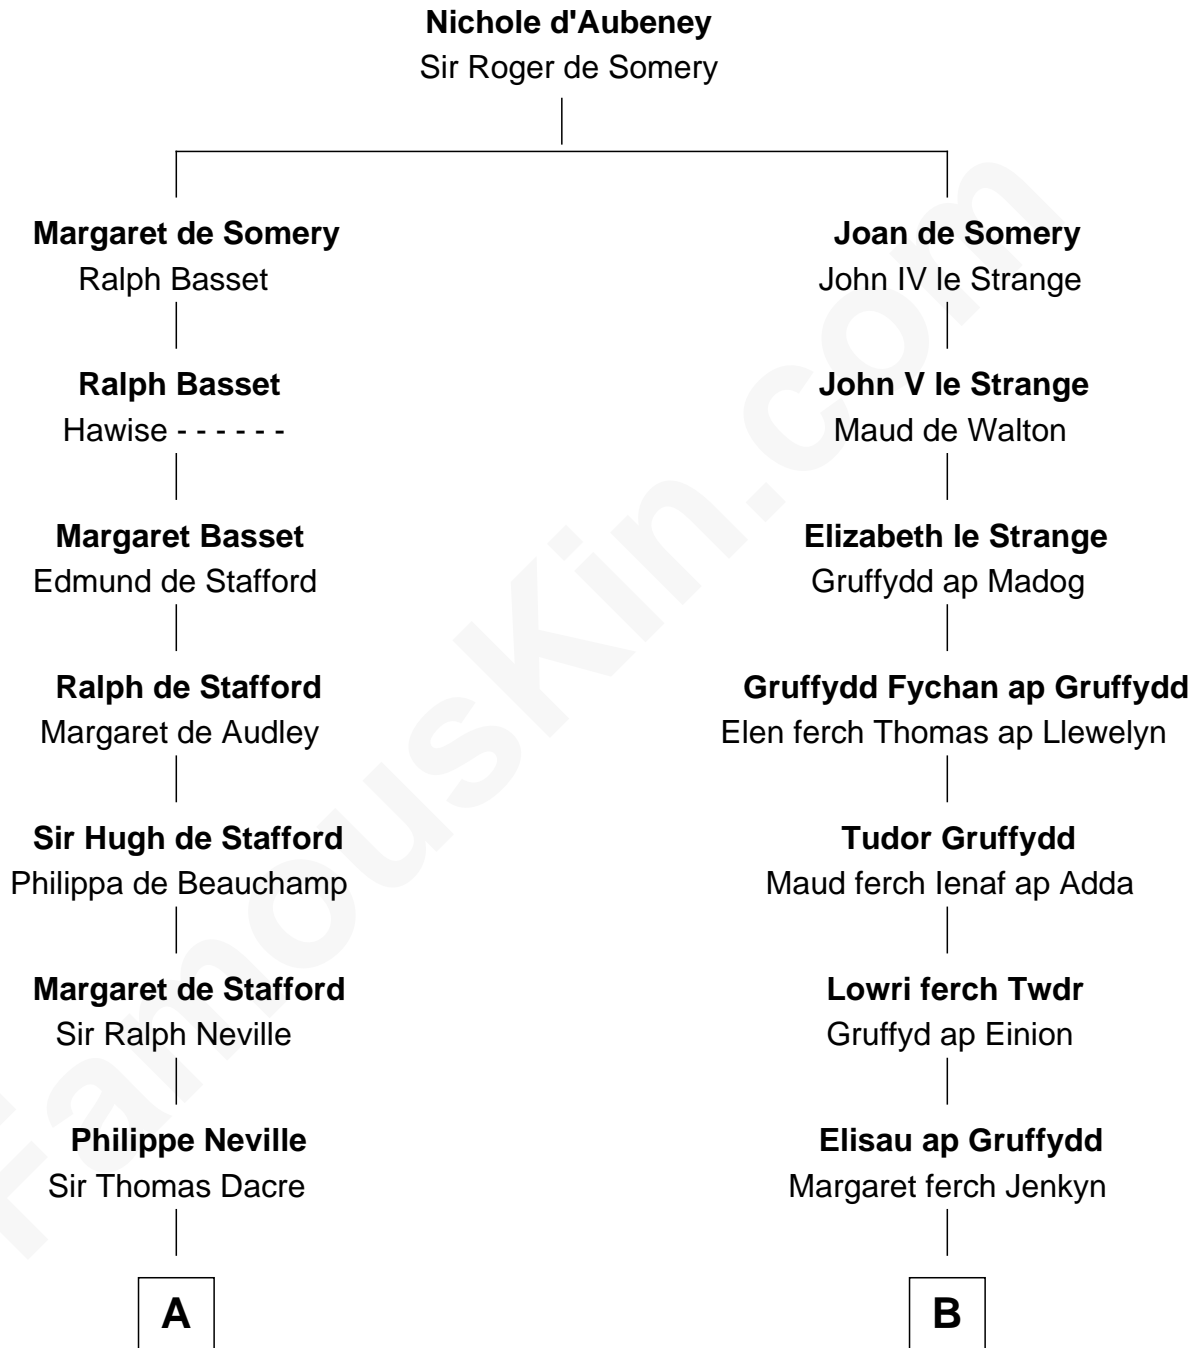 Nichole d'Aubeney
Sir Roger de Somery
Margaret de Somery
Ralph Basset
Joan de Somery
John IV le Strange
Ralph Basset
Hawise - - - - - -
John V le Strange
Maud de Walton
Margaret Basset
Edmund de Stafford
Elizabeth le Strange
Gruffydd ap Madog
Ralph de Stafford
Margaret de Audley
Gruffydd Fychan ap Gruffydd
Elen ferch Thomas ap Llewelyn
Sir Hugh de Stafford
Philippa de Beauchamp
Tudor Gruffydd
Maud ferch Ienaf ap Adda
Margaret de Stafford
Sir Ralph Neville
Lowri ferch Twdr
Gruffyd ap Einion
Philippe Neville
Sir Thomas Dacre
Elisau ap Gruffydd
Margaret ferch Jenkyn
A
B
FamousKin.com